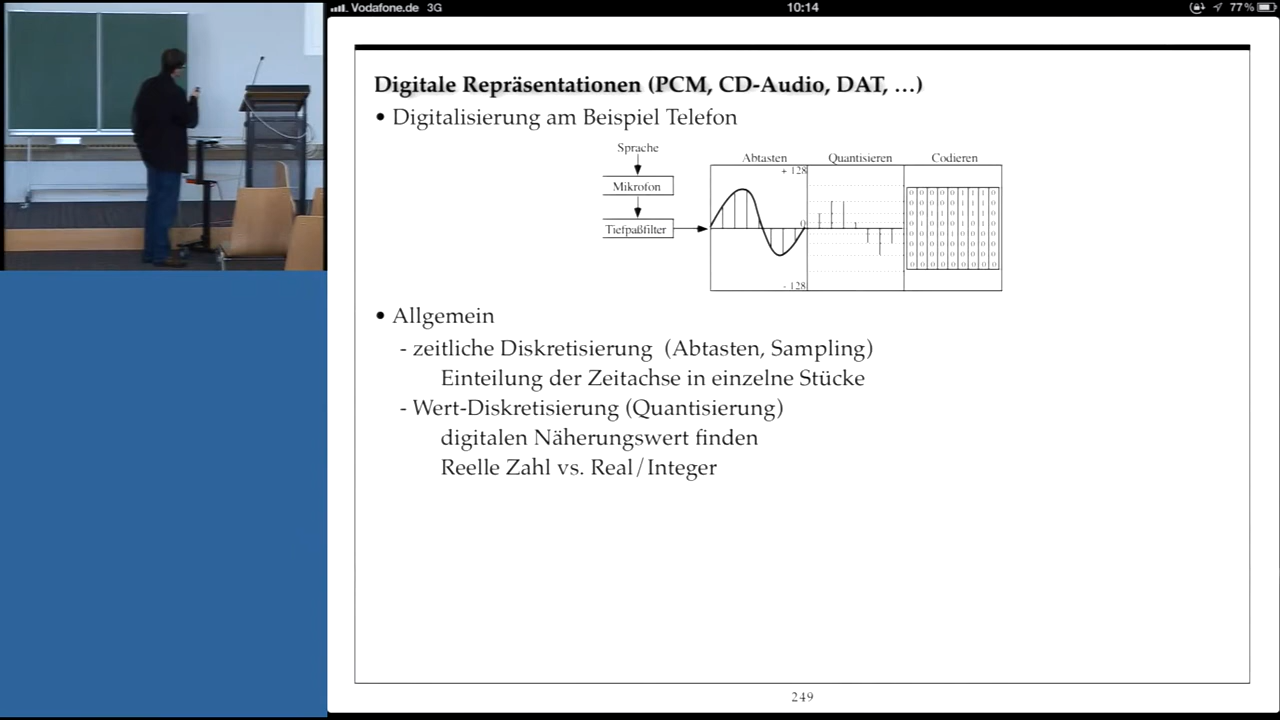 Vodafone.de 3G 10:14 77%
Digitale Repräsentationen (PCM, CD-Audio, DAT, …)
• Digitalisierung am Beispiel Telefon
Sprache
Mikrofon
Tiefpaßfilter
Abtasten Quantisieren Codieren
+ 128
0
- 128
• Allgemein
- zeitliche Diskretisierung (Abtasten, Sampling)
Einteilung der Zeitachse in einzelne Stücke
- Wert-Diskretisierung (Quantisierung)
digitalen Näherungswert finden
Reelle Zahl vs. Real/Integer
249